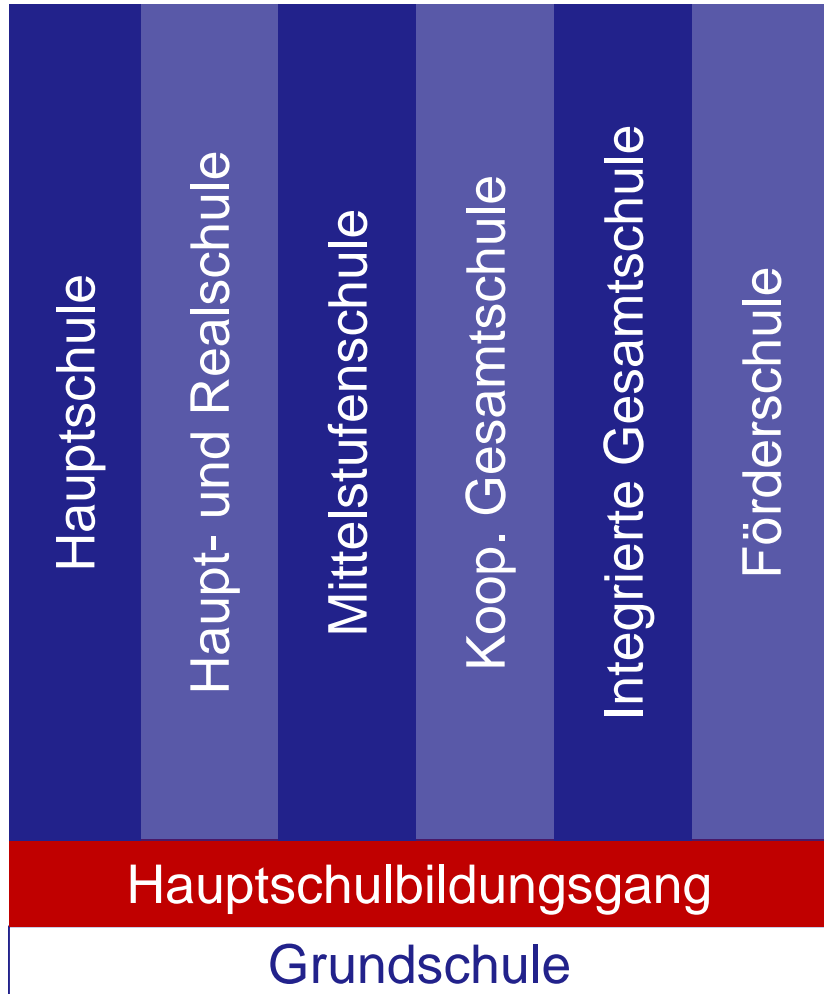 Hauptschule
Haupt- und Realschule
Mittelstufenschule
Koop. Gesamtschule
Integrierte Gesamtschule
Förderschule
Hauptschulbildungsgang
Grundschule